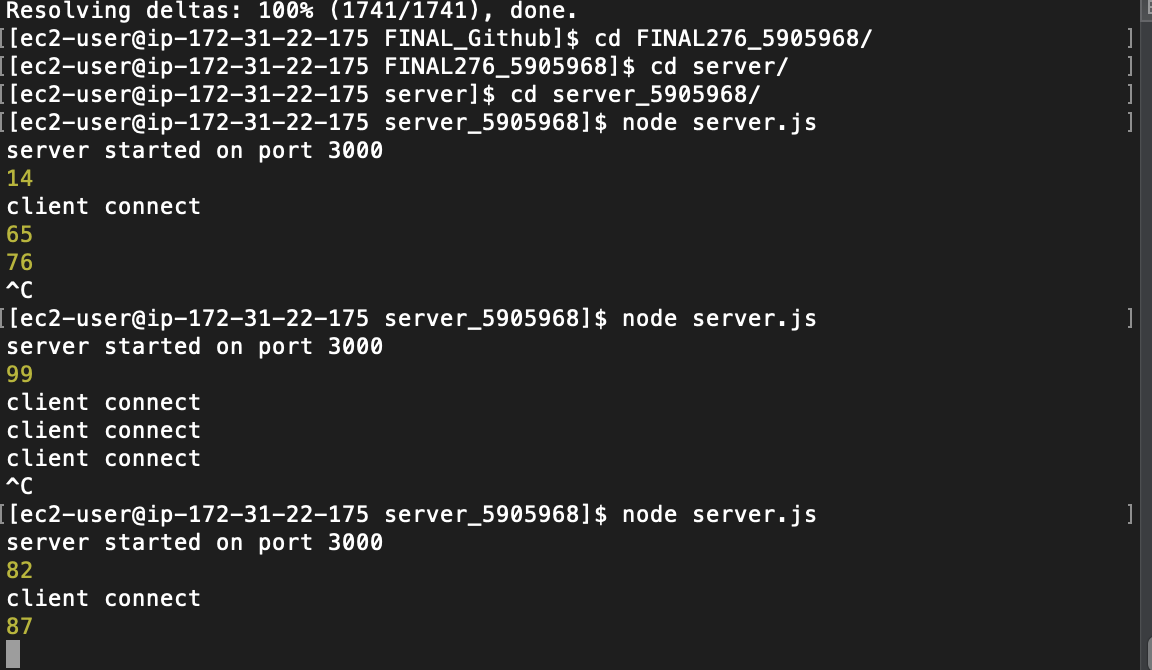 Resolving deltas: 100% (1741/1741), done.
[[ec2-user@ip-172-31-22-175 FINAL_Github]$ cd FINAL276_5905968/ ]
[[ec2-user@ip-172-31-22-175 FINAL276_5905968]$ cd server/ ]
[[ec2-user@ip-172-31-22-175 server]$ cd server_5905968/ ]
[[ec2-user@ip-172-31-22-175 server_5905968]$ node server.js ]
server started on port 3000
14
client connect
65
76
^C
[[ec2-user@ip-172-31-22-175 server_5905968]$ node server.js ]
server started on port 3000
99
client connect
client connect
client connect
^C
[[ec2-user@ip-172-31-22-175 server_5905968]$ node server.js ]
server started on port 3000
82
client connect
87